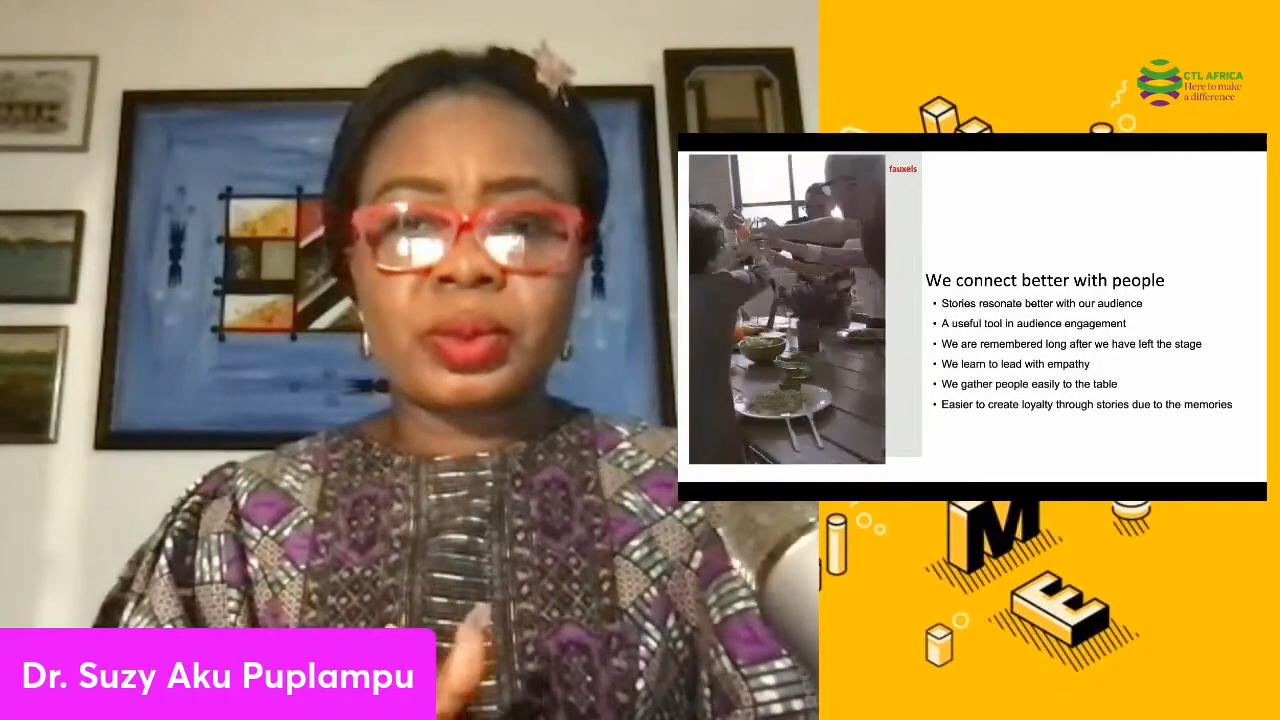 CTL AFRICA
Here to make
a difference
fauxels
We connect better with people
• Stories resonate better with our audience
• A useful tool in audience engagement
• We are remembered long after we have left the stage
• We learn to lead with empathy
• We gather people easily to the table
• Easier to create loyalty through stories due to the memories
M
E
Dr. Suzy Aku Puplampu